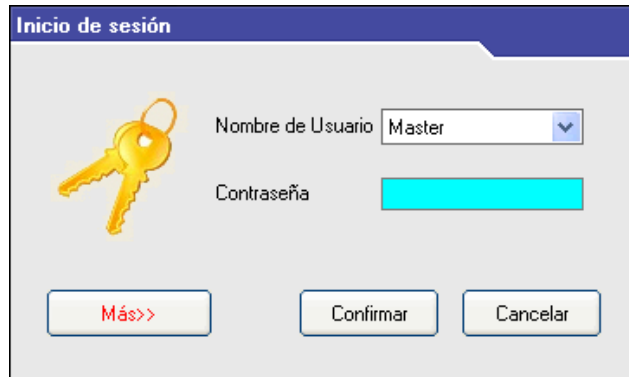 Inicio de sesión
Nombre de Usuario Master
Contraseña
Más>> Confirmar Cancelar